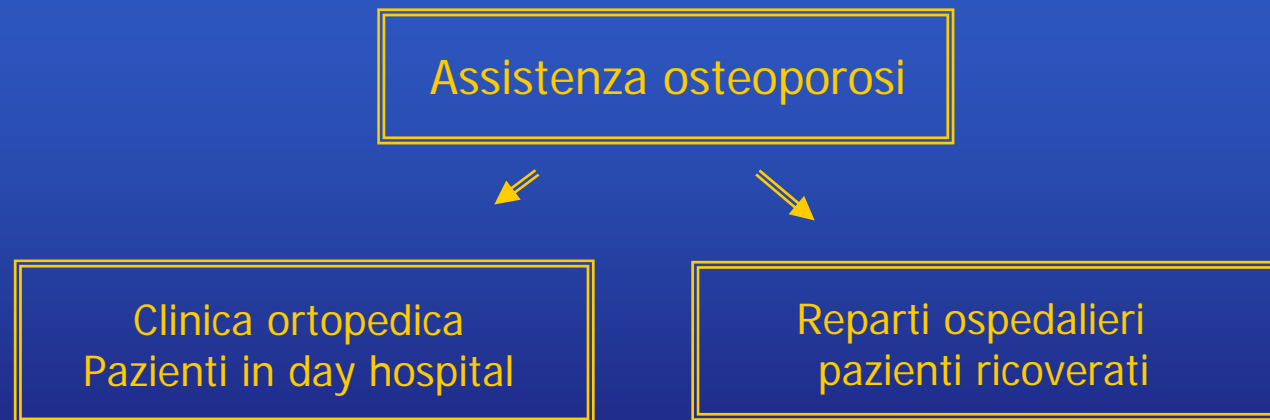 Assistenza osteoporosi
Clinica ortopedica
Pazienti in day hospital
Reparti ospedalieri
pazienti ricoverati